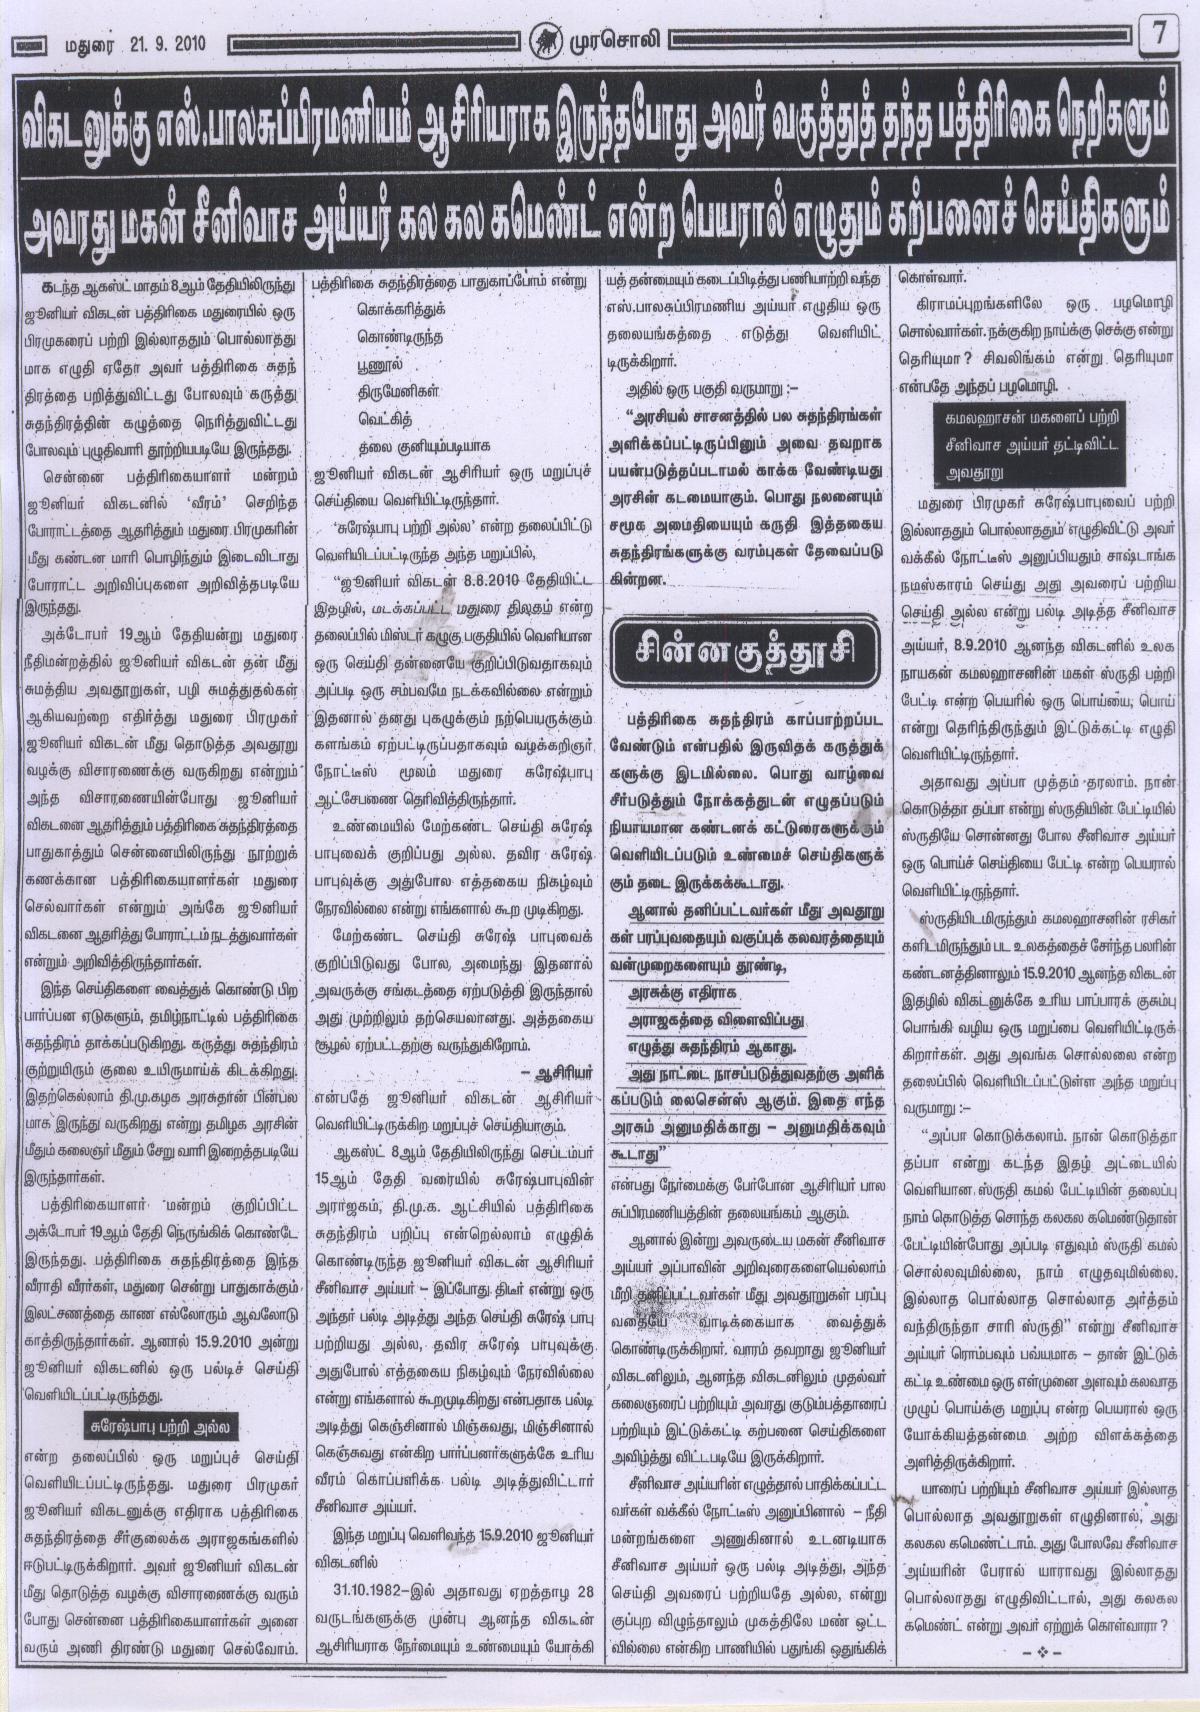 மதுரை 21. 9. 2010
முரசொலி
7
விகடனுக்கு எஸ்.பாலசுப்பிரமணியம் ஆசிரியராக இருந்தபோது அவர் வகுத்துத் தந்த பத்திரிகை நெறிகளும்
அவரது மகன் சீனிவாச அய்யர் கல கல கமெண்ட் என்ற பெயரால் எழுதும் கற்பனைச் செய்திகளும்
கடந்த ஆகஸ்ட் மாதம் 8ஆம் தேதியிலிருந்து
ஜூனியர் விகடன் பத்திரிகை மதுரையில் ஒரு
பிரமுகரைப் பற்றி இல்லாததும் பொல்லாதது
மாக எழுதி ஏதோ அவர் பத்திரிகை சுதந்
திரத்தை பறித்துவிட்டது போலவும் கருத்து
சுதந்திரத்தின் கழுத்தை நெரித்துவிட்டது
போலவும் புழுதிவாரி தூற்றியபடியே இருந்தது.
சென்னை பத்திரிகையாளர் மன்றம்
ஜூனியர் விகடனில் ‘வீரம்’ செறிந்த
போராட்டத்தை ஆதரித்தும் மதுரை பிரமுகரின்
மீது கண்டன மாரி பொழிந்தும் இடைவிடாது
போராட்ட அறிவிப்புகளை அறிவித்தபடியே
இருந்தது.
அக்டோபர் 19ஆம் தேதியன்று மதுரை
நீதிமன்றத்தில் ஜூனியர் விகடன் தன் மீது
சுமத்திய அவதூறுகள், பழி சுமத்துதல்கள்
ஆகியவற்றை எதிர்த்து மதுரை பிரமுகர்
ஜூனியர் விகடன் மீது தொடுத்த அவதூறு
வழக்கு விசாரணைக்கு வருகிறது என்றும்
அந்த விசாரணையின்போது ஜூனியர்
விகடனை ஆதரித்தும் பத்திரிகை சுதந்திரத்தை
பாதுகாத்தும் சென்னையிலிருந்து நூற்றுக்
கணக்கான பத்திரிகையாளர்கள் மதுரை
செல்வார்கள் என்றும் அங்கே ஜூனியர்
விகடனை ஆதரித்து போராட்டம் நடத்துவார்கள்
என்றும் அறிவித்திருந்தார்கள்.
இந்த செய்திகளை வைத்துக் கொண்டு பிற
பார்ப்பன ஏடுகளும், தமிழ்நாட்டில் பத்திரிகை
சுதந்திரம் தாக்கப்படுகிறது. கருத்து சுதந்திரம்
குற்றுயிரும் குலை உயிருமாய்க் கிடக்கிறது.
இதற்கெல்லாம் தி.மு.கழக அரசுதான் பின்பல
மாக இருந்து வருகிறது என்று தமிழக அரசின்
மீதும் கலைஞர் மீதும் சேறு வாரி இறைத்தபடியே
இருந்தார்கள்.
பத்திரிகையாளர் மன்றம் குறிப்பிட்ட
அக்டோபர் 19ஆம் தேதி நெருங்கிக் கொண்டே
இருந்தது. பத்திரிகை சுதந்திரத்தை இந்த
வீராதி வீரர்கள், மதுரை சென்று பாதுகாக்கும்
இலட்சணத்தை காண எல்லோரும் ஆவலோடு
காத்திருந்தார்கள். ஆனால் 15.9.2010 அன்று
ஜூனியர் விகடனில் ஒரு பல்டிச் செய்தி
வெளியிடப்பட்டிருந்தது.
சுரேஷ்பாபு பற்றி அல்ல
என்ற தலைப்பில் ஒரு மறுப்புச் செய்தி
வெளியிடப்பட்டிருந்தது. மதுரை பிரமுகர்
ஜூனியர் விகடனுக்கு எதிராக பத்திரிகை
சுதந்திரத்தை சீர்குலைக்க அராஜகங்களில்
ஈடுபட்டிருக்கிறார். அவர் ஜூனியர் விகடன்
மீது தொடுத்த வழக்கு விசாரணைக்கு வரும்
போது சென்னை பத்திரிகையாளர்கள் அனை
வரும் அணி திரண்டு மதுரை செல்வோம்.
பத்திரிகை சுதந்திரத்தை பாதுகாப்போம் என்று
கொக்கரித்துக்
கொண்டிருந்த
பூணூல்
திருமேனிகள்
வெட்கித்
தலை குனியும்படியாக
ஜூனியர் விகடன் ஆசிரியர் ஒரு மறுப்புச்
செய்தியை வெளியிட்டிருந்தார்.
‘சுரேஷ்பாபு பற்றி அல்ல’ என்ற தலைப்பிட்டு
வெளியிடப்பட்டிருந்த அந்த மறுப்பில்,
“ஜூனியர் விகடன் 8.8.2010 தேதியிட்ட
இதழில், மடக்கப்பட்ட மதுரை திலகம் என்ற
தலைப்பில் மிஸ்டர் கழுகு பகுதியில் வெளியான
ஒரு செய்தி தன்னையே குறிப்பிடுவதாகவும்
அப்படி ஒரு சம்பவமே நடக்கவில்லை என்றும்
இதனால் தனது புகழுக்கும் நற்பெயருக்கும்
களங்கம் ஏற்பட்டிருப்பதாகவும் வழக்கறிஞர்
நோட்டீஸ் மூலம் மதுரை சுரேஷ்பாபு
ஆட்சேபணை தெரிவித்திருந்தார்.
உண்மையில் மேற்கண்ட செய்தி சுரேஷ்
பாபுவைக் குறிப்பது அல்ல. தவிர சுரேஷ்
பாபுவுக்கு அதுபோல எத்தகைய நிகழ்வும்
நேரவில்லை என்று எங்களால் கூற முடிகிறது.
மேற்கண்ட செய்தி சுரேஷ் பாபுவைக்
குறிப்பிடுவது போல, அமைந்து இதனால்
அவருக்கு சங்கடத்தை ஏற்படுத்தி இருந்தால்
அது முற்றிலும் தற்செயலானது. அத்தகைய
சூழல் ஏற்பட்டதற்கு வருந்துகிறோம்.
– ஆசிரியர்
என்பதே ஜூனியர் விகடன் ஆசிரியர்
வெளியிட்டிருக்கிற மறுப்புச் செய்தியாகும்.
ஆகஸ்ட் 8ஆம் தேதியிலிருந்து செப்டம்பர்
15ஆம் தேதி வரையில் சுரேஷ்பாபுவின்
அராஜகம், தி.மு.க. ஆட்சியில் பத்திரிகை
சுதந்திரம் பறிப்பு என்றெல்லாம் எழுதிக்
கொண்டிருந்த ஜூனியர் விகடன் ஆசிரியர்
சீனிவாச அய்யர் – இப்போது திடீர் என்று ஒரு
அந்தர் பல்டி அடித்து அந்த செய்தி சுரேஷ் பாபு
பற்றியது அல்ல, தவிர சுரேஷ் பாபுவுக்கு
அதுபோல் எத்தகைய நிகழ்வும் நேரவில்லை
என்று எங்களால் கூறமுடிகிறது என்பதாக பல்டி
அடித்து கெஞ்சினால் மிஞ்சுவது, மிஞ்சினால்
கெஞ்சுவது என்கிற பார்ப்பனர்களுக்கே உரிய
வீரம் கொப்பளிக்க பல்டி அடித்துவிட்டார்
சீனிவாச அய்யர்.
இந்த மறுப்பு வெளிவந்த 15.9.2010 ஜூனியர்
விகடனில்
31.10.1982–இல் அதாவது ஏறத்தாழ 28
வருடங்களுக்கு முன்பு ஆனந்த விகடன்
ஆசிரியராக நேர்மையும் உண்மையும் யோக்கி
யத் தன்மையும் கடைப்பிடித்து பணியாற்றி வந்த
எஸ்.பாலசுப்பிரமணிய அய்யர் எழுதிய ஒரு
தலையங்கத்தை எடுத்து வெளியிட்
டிருக்கிறார்.
அதில் ஒரு பகுதி வருமாறு :–
“அரசியல் சாசனத்தில் பல சுதந்திரங்கள்
அளிக்கப்பட்டிருப்பினும் அவை தவறாக
பயன்படுத்தப்படாமல் காக்க வேண்டியது
அரசின் கடமையாகும். பொது நலனையும்
சமூக அமைதியையும் கருதி இத்தகைய
சுதந்திரங்களுக்கு வரம்புகள் தேவைப்படு
கின்றன.
சின்னகுத்தூசி
பத்திரிகை சுதந்திரம் காப்பாற்றப்பட
வேண்டும் என்பதில் இருவிதக் கருத்துக்
களுக்கு இடமில்லை. பொது வாழ்வை
சீர்படுத்தும் நோக்கத்துடன் எழுதப்படும்
நியாயமான கண்டனக் கட்டுரைகளுக்கும்
வெளியிடப்படும் உண்மைச் செய்திகளுக்
கும் தடை இருக்கக்கூடாது.
ஆனால் தனிப்பட்டவர்கள் மீது அவதூறு
கள் பரப்புவதையும் வகுப்புக் கலவரத்தையும்
வன்முறைகளையும் தூண்டி,
அரசுக்கு எதிராக
அராஜகத்தை விளைவிப்பது
எழுத்து சுதந்திரம் ஆகாது.
அது நாட்டை நாசப்படுத்துவதற்கு அளிக்
கப்படும் லைசென்ஸ் ஆகும். இதை எந்த
அரசும் அனுமதிக்காது – அனுமதிக்கவும்
கூடாது”
என்பது நேர்மைக்கு பேர்போன ஆசிரியர் பால
சுப்பிரமணியத்தின் தலையங்கம் ஆகும்.
ஆனால் இன்று அவருடைய மகன் சீனிவாச
அய்யர் அப்பாவின் அறிவுரைகளையெல்லாம்
மீறி தனிப்பட்டவர்கள் மீது அவதூறுகள் பரப்பு
வதையே வாடிக்கையாக வைத்துக்
கொண்டிருக்கிறார். வாரம் தவறாது ஜூனியர்
விகடனிலும், ஆனந்த விகடனிலும் முதல்வர்
கலைஞரைப் பற்றியும் அவரது குடும்பத்தாரைப்
பற்றியும் இட்டுக்கட்டி கற்பனை செய்திகளை
அவிழ்த்து விட்டபடியே இருக்கிறார்.
சீனிவாச அய்யரின் எழுத்தால் பாதிக்கப்பட்ட
வர்கள் வக்கீல் நோட்டீஸ் அனுப்பினால் – நீதி
மன்றங்களை அணுகினால் உடனடியாக
சீனிவாச அய்யர் ஒரு பல்டி அடித்து, அந்த
செய்தி அவரைப் பற்றியதே அல்ல, என்று
குப்புற விழுந்தாலும் முகத்திலே மண் ஒட்ட
வில்லை என்கிற பாணியில் பதுங்கி ஒதுங்கிக்
கொள்வார்.
கிராமப்புறங்களிலே ஒரு பழமொழி
சொல்வார்கள். நக்குகிற நாய்க்கு செக்கு என்று
தெரியுமா? சிவலிங்கம் என்று தெரியுமா
என்பதே அந்தப் பழமொழி.
கமலஹாசன் மகளைப் பற்றி
சீனிவாச அய்யர் தட்டிவிட்ட
அவதூறு
மதுரை பிரமுகர் சுரேஷ்பாபுவைப் பற்றி
இல்லாததும் பொல்லாததும் எழுதிவிட்டு அவர்
வக்கீல் நோட்டீஸ் அனுப்பியதும் சாஷ்டாங்க
நமஸ்காரம் செய்து அது அவரைப் பற்றிய
செய்தி அல்ல என்று பல்டி அடித்த சீனிவாச
அய்யர், 8.9.2010 ஆனந்த விகடனில் உலக
நாயகன் கமலஹாசனின் மகள் ஸ்ருதி பற்றி
பேட்டி என்ற பெயரில் ஒரு பொய்யை, பொய்
என்று தெரிந்திருந்தும் இட்டுக்கட்டி எழுதி
வெளியிட்டிருந்தார்.
அதாவது அப்பா முத்தம் தரலாம். நான்
கொடுத்தா தப்பா என்று ஸ்ருதியின் பேட்டியில்
ஸ்ருதியே சொன்னது போல சீனிவாச அய்யர்
ஒரு பொய்ச் செய்தியை பேட்டி என்ற பெயரால்
வெளியிட்டிருந்தார்.
ஸ்ருதியிடமிருந்தும் கமலஹாசனின் ரசிகர்
களிடமிருந்தும் பட உலகத்தைச் சேர்ந்த பலரின்
கண்டனத்தினாலும் 15.9.2010 ஆனந்த விகடன்
இதழில் விகடனுக்கே உரிய பாப்பாரக் குசும்பு
பொங்கி வழிய ஒரு மறுப்பை வெளியிட்டிருக்
கிறார்கள். அது அவங்க சொல்லலை என்ற
தலைப்பில் வெளியிடப்பட்டுள்ள அந்த மறுப்பு
வருமாறு :–
“அப்பா கொடுக்கலாம். நான் கொடுத்தா
தப்பா என்று கடந்த இதழ் அட்டையில்
வெளியான ஸ்ருதி கமல் பேட்டியின் தலைப்பு
நாம் தொடுத்த சொந்த கலகல கமெண்டுதான்
பேட்டியின்போது அப்படி எதுவும் ஸ்ருதி கமல்
சொல்லவுமில்லை, நாம் எழுதவுமில்லை.
இல்லாத பொல்லாத சொல்லாத அர்த்தம்
வந்திருந்தா சாரி ஸ்ருதி” என்று சீனிவாச
அய்யர் ரொம்பவும் பவ்யமாக – தான் இட்டுக்
கட்டி உண்மை ஒரு எள்முனை அளவும் கலவாத
முழுப் பொய்க்கு மறுப்பு என்ற பெயரால் ஒரு
யோக்கியத்தன்மை அற்ற விளக்கத்தை
அளித்திருக்கிறார்.
யாரைப் பற்றியும் சீனிவாச அய்யர் இல்லாத
பொல்லாத அவதூறுகள் எழுதினால், அது
கலகல கமெண்ட்டாம். அது போலவே சீனிவாச
அய்யரின் பேரால் யாராவது இல்லாதது
பொல்லாதது எழுதிவிட்டால், அது கலகல
கமெண்ட் என்று அவர் ஏற்றுக் கொள்வாரா?